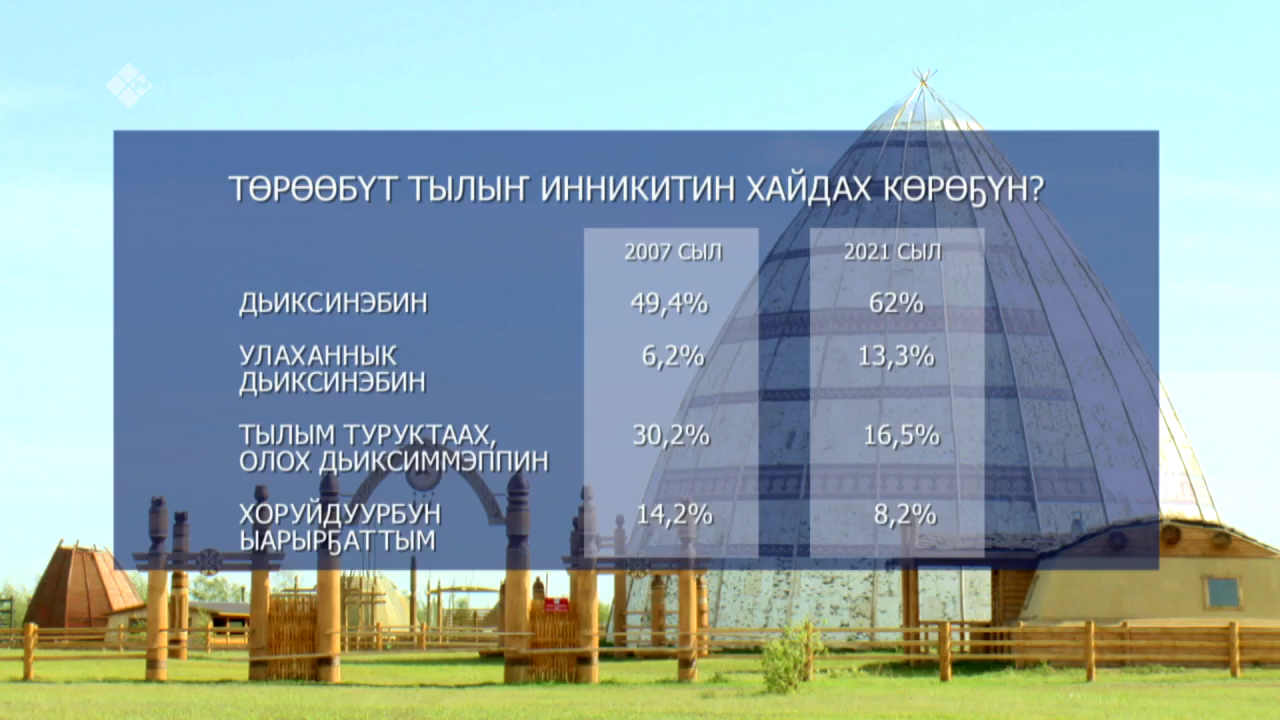 ТӨРӨӨБҮТ ТЫЛЫҤ ИННИКИТИН ХАЙДАХ КӨРӨҔҮН?
2007 СЫЛ 2021 СЫЛ
ДЬИКСИНЭБИН 49,4% 62%
УЛАХАННЫК
ДЬИКСИНЭБИН 6,2% 13,3%
ТЫЛЫМ ТУРУКТААХ,
ОЛОХ ДЬИКСИММЭППИН 30,2% 16,5%
ХОРУЙДУУРБУН
ЫАРЫРҔАТТЫМ 14,2% 8,2%